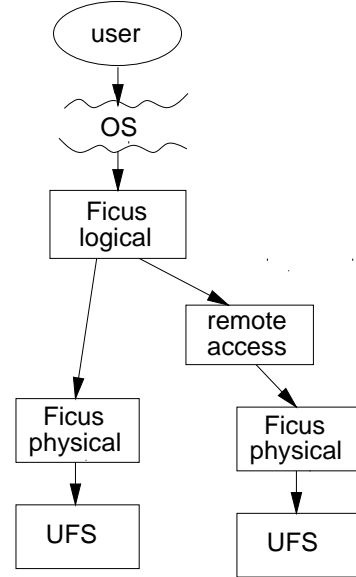 user
OS
Ficus
logical
remote
access
Ficus
physical
Ficus
physical
UFS
UFS